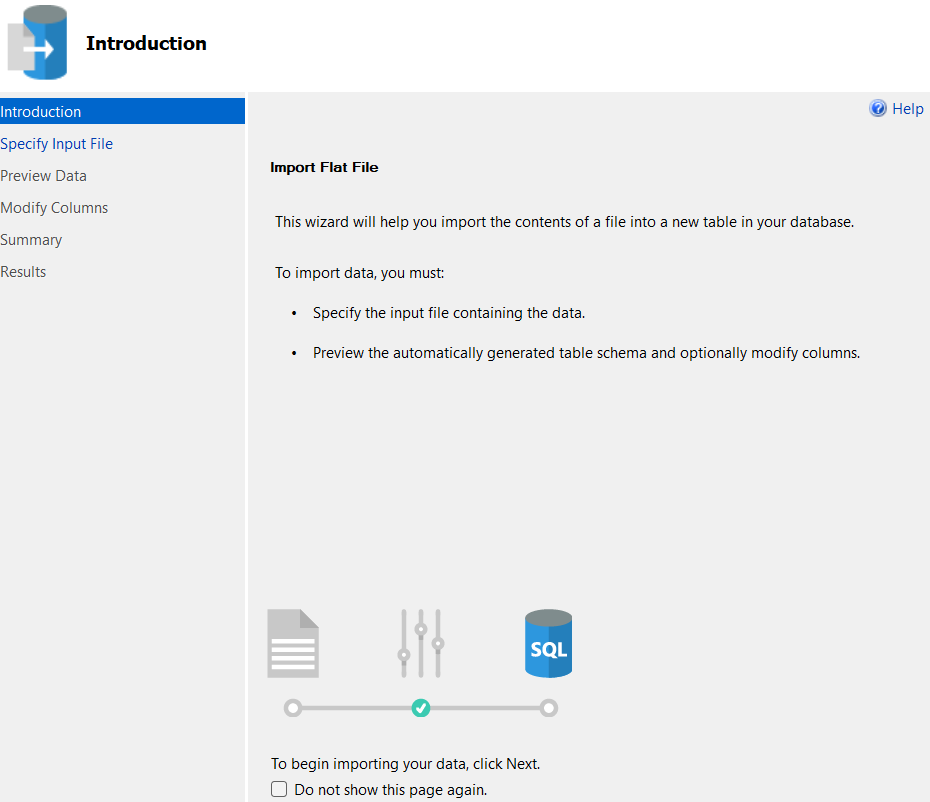 Introduction
Introduction
Specify Input File
Preview Data
Modify Columns
Summary
Results
Help
Import Flat File
This wizard will help you import the contents of a file into a new table in your database.
To import data, you must:
• Specify the input file containing the data.
• Preview the automatically generated table schema and optionally modify columns.
SQL
To begin importing your data, click Next.
Do not show this page again.